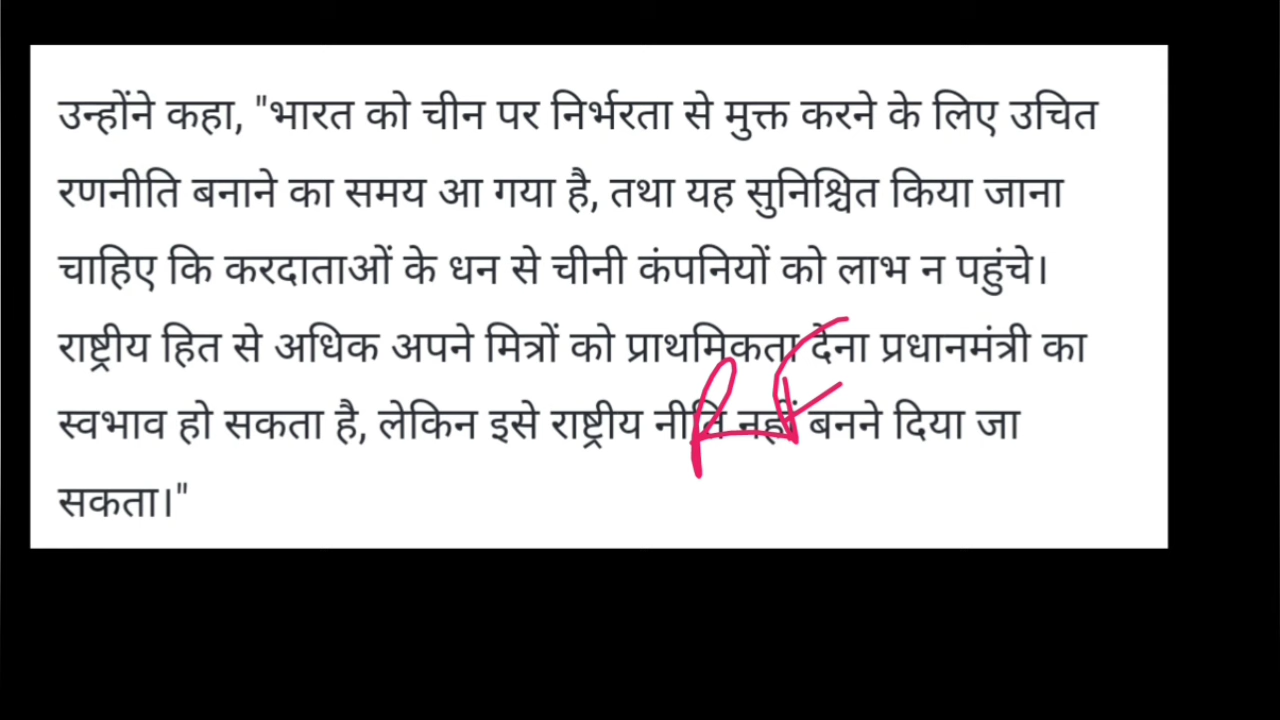 उन्होंने कहा, "भारत को चीन पर निर्भरता से मुक्त करने के लिए उचित
रणनीति बनाने का समय आ गया है, तथा यह सुनिश्चित किया जाना
चाहिए कि करदाताओं के धन से चीनी कंपनियों को लाभ न पहुंचे।
राष्ट्रीय हित से अधिक अपने मित्रों को प्राथमिकता देना प्रधानमंत्री का
स्वभाव हो सकता है, लेकिन इसे राष्ट्रीय नीति नहीं बनने दिया जा
सकता।"